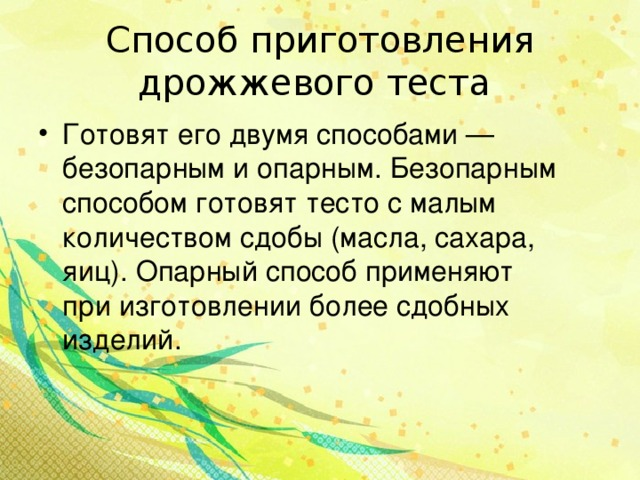 Способ приготовления
дрожжевого теста
• Готовят его двумя способами —
безопарным и опарным. Безопарным
способом готовят тесто с малым
количеством сдобы (масла, сахара,
яиц). Опарный способ применяют
при изготовлении более сдобных
изделий.